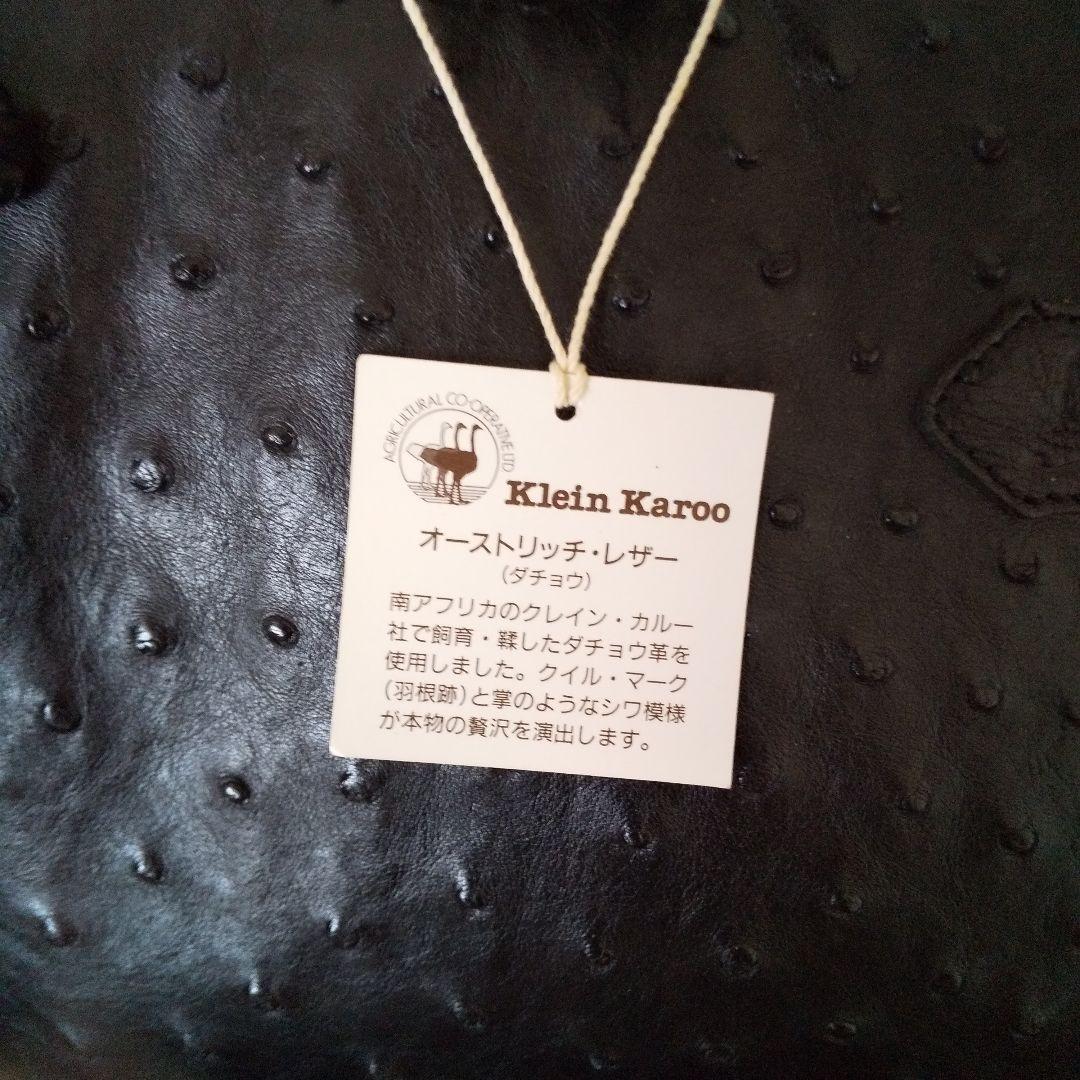 AGRICULTURAL CO-OPERATIVE LTD
Klein Karoo
オーストリッチ・レザー
(ダチョウ)
南アフリカのクレイン・カルー
社で飼育・鞣したダチョウ革を
使用しました。クイル・マーク
(羽根跡)と掌のようなシワ模様
が本物の贅沢を演出します。